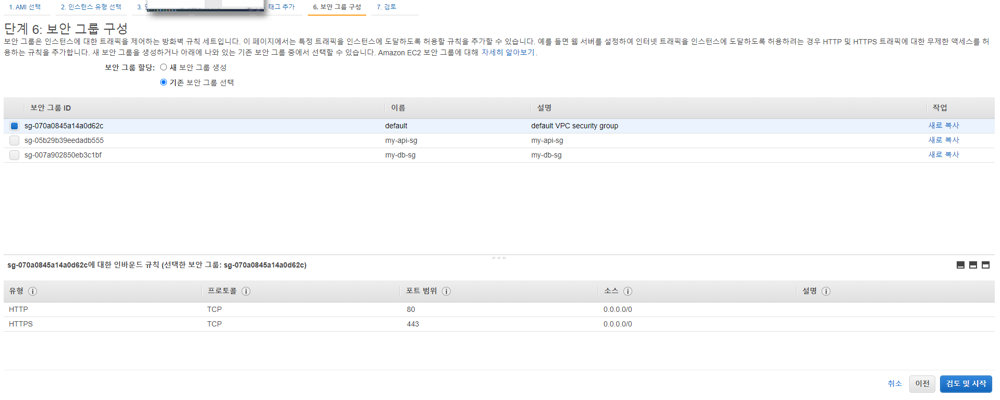 1. AMI 선택 2. 인스턴스 유형 선택 3. 태그 추가 6. 보안 그룹 구성 7. 검토
단계 6: 보안 그룹 구성
보안 그룹은 인스턴스에 대한 트래픽을 제어하는 방화벽 규칙 세트입니다. 이 페이지에서는 특정 트래픽을 인스턴스에 도달하도록 허용할 규칙을 추가할 수 있습니다. 예를 들면 웹 서버를 설정하여 인터넷 트래픽을 인스턴스에 도달하도록 허용하려는 경우 HTTP 및 HTTPS 트래픽에 대한 무제한 액세스를 허
용하는 규칙을 추가합니다. 새 보안 그룹을 생성하거나 아래에 나와 있는 기존 보안 그룹 중에서 선택할 수 있습니다. Amazon EC2 보안 그룹에 대해 자세히 알아보기.
보안 그룹 할당: 새 보안 그룹 생성
기존 보안 그룹 선택
보안 그룹 ID 이름 설명 작업
sg-070a0845a14a0d62c default default VPC security group 새로 복사
sg-05b29b39eedadb555 my-api-sg my-api-sg 새로 복사
sg-007a902850eb3c1bf my-db-sg my-db-sg 새로 복사
sg-070a0845a14a0d62c에 대한 인바운드 규칙 (선택한 보안 그룹: sg-070a0845a14a0d62c)
유형 프로토콜 포트 범위 소스 설명
HTTP TCP 80 0.0.0.0/0
HTTPS TCP 443 0.0.0.0/0
취소 이전 검토 및 시작